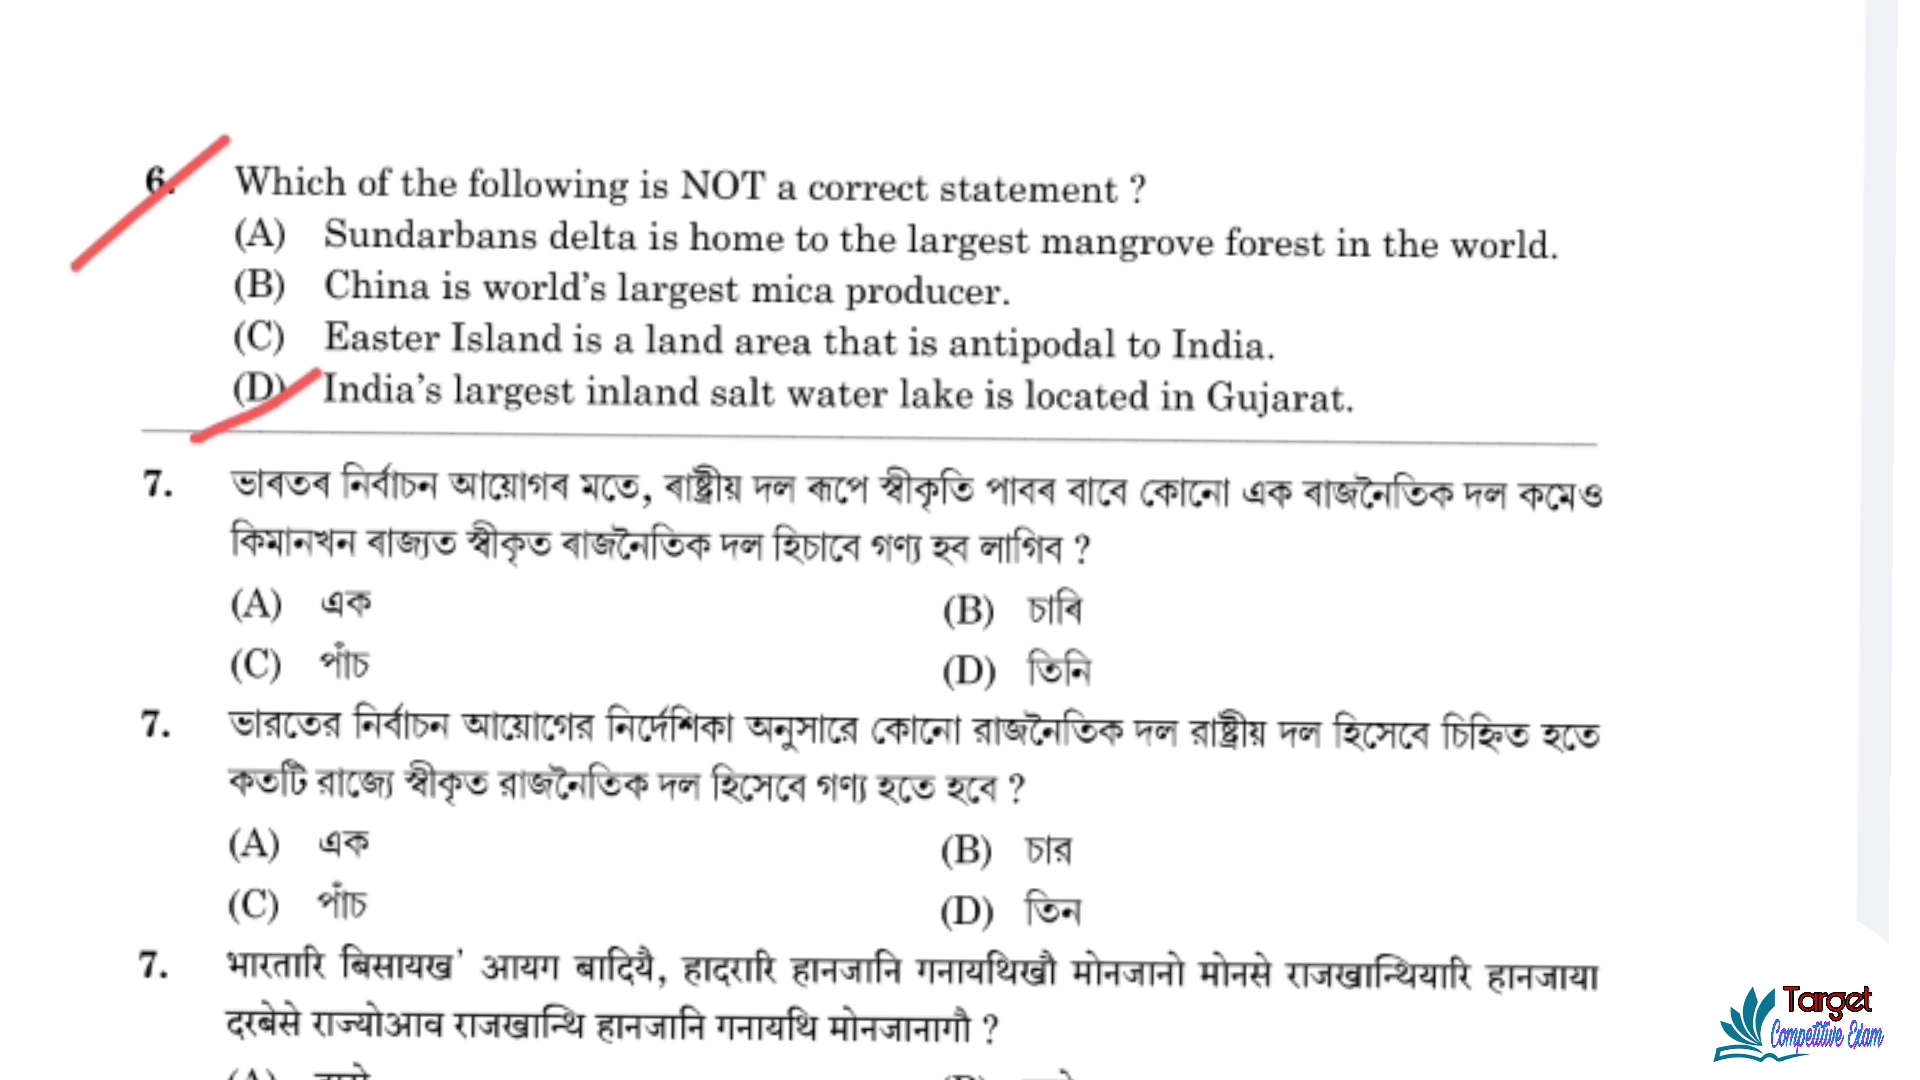 6. Which of the following is NOT a correct statement ?
(A) Sundarbans delta is home to the largest mangrove forest in the world.
(B) China is world's largest mica producer.
(C) Easter Island is a land area that is antipodal to India.
(D) India's largest inland salt water lake is located in Gujarat.
7. ভাৰতৰ নিৰ্বাচন আয়োগৰ মতে, ৰাষ্ট্ৰীয় দল ৰূপে স্বীকৃতি পাবৰ বাবে কোনো এক ৰাজনৈতিক দল কমেও
কিমানখন ৰাজ্যত স্বীকৃত ৰাজনৈতিক দল হিচাবে গণ্য হব লাগিব ?
(A) এক (B) চাৰি
(C) পাঁচ (D) তিনি
7. ভারতের নির্বাচন আয়োগের নির্দেশিকা অনুসারে কোনো রাজনৈতিক দল রাষ্ট্রীয় দল হিসেবে চিহ্নিত হতে
কতটি রাজ্যে স্বীকৃত রাজনৈতিক দল হিসেবে গণ্য হতে হবে ?
(A) এক (B) চার
(C) পাঁচ (D) তিন
7. भारतारि बिसायख' आयग बादियै, हादरारि हानजानि गनायथिखौ मोनजानो मोनसे राजखान्थियारि हानजाया
दरबेसे राज्योआव राजखान्थि हानजानि गनायथि मोनजानागौ ?
Target
Competitive Exam